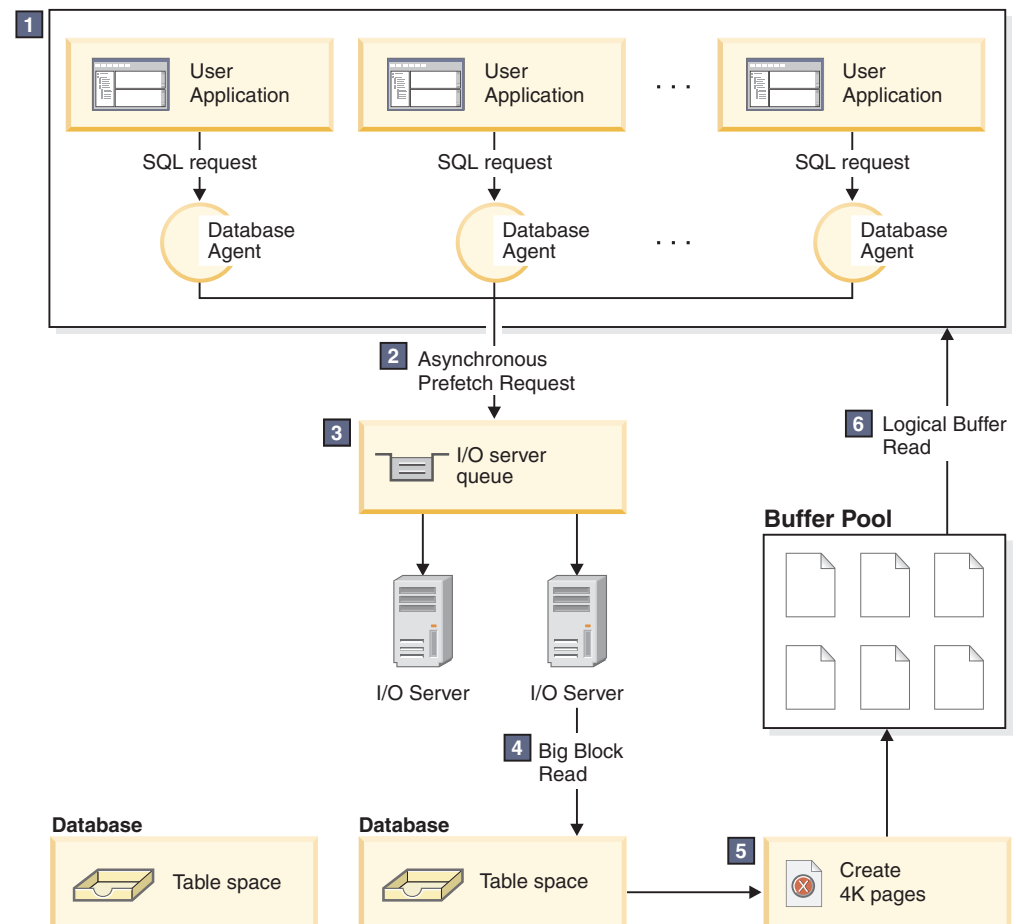 1
User
Application
User
Application
. . .
User
Application
SQL request
SQL request
SQL request
Database
Agent
Database
Agent
. . .
Database
Agent
2
Asynchronous
Prefetch Request
3
I/O server
queue
6
Logical Buffer
Read
Buffer Pool
I/O Server
I/O Server
4
Big Block
Read
Database
Table space
Database
Table space
5
Create
4K pages